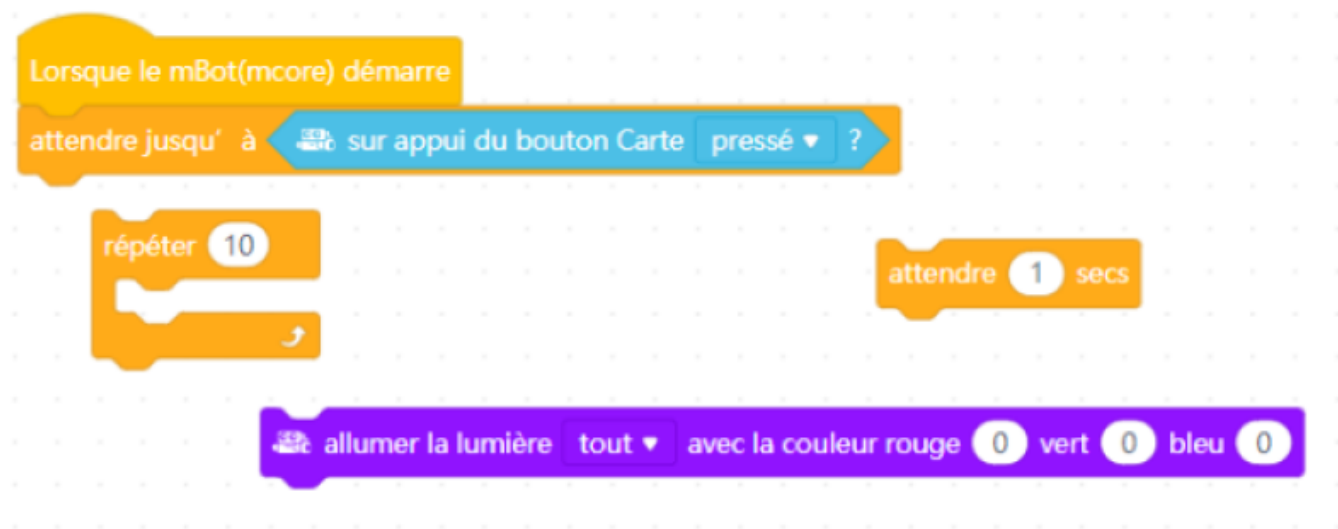 Lorsque le mBot(mcore) démarre
attendre jusqu' à sur appui du bouton Carte pressé ▾ ?
répéter 10
attendre 1 secs
allumer la lumière tout ▾ avec la couleur rouge 0 vert 0 bleu 0